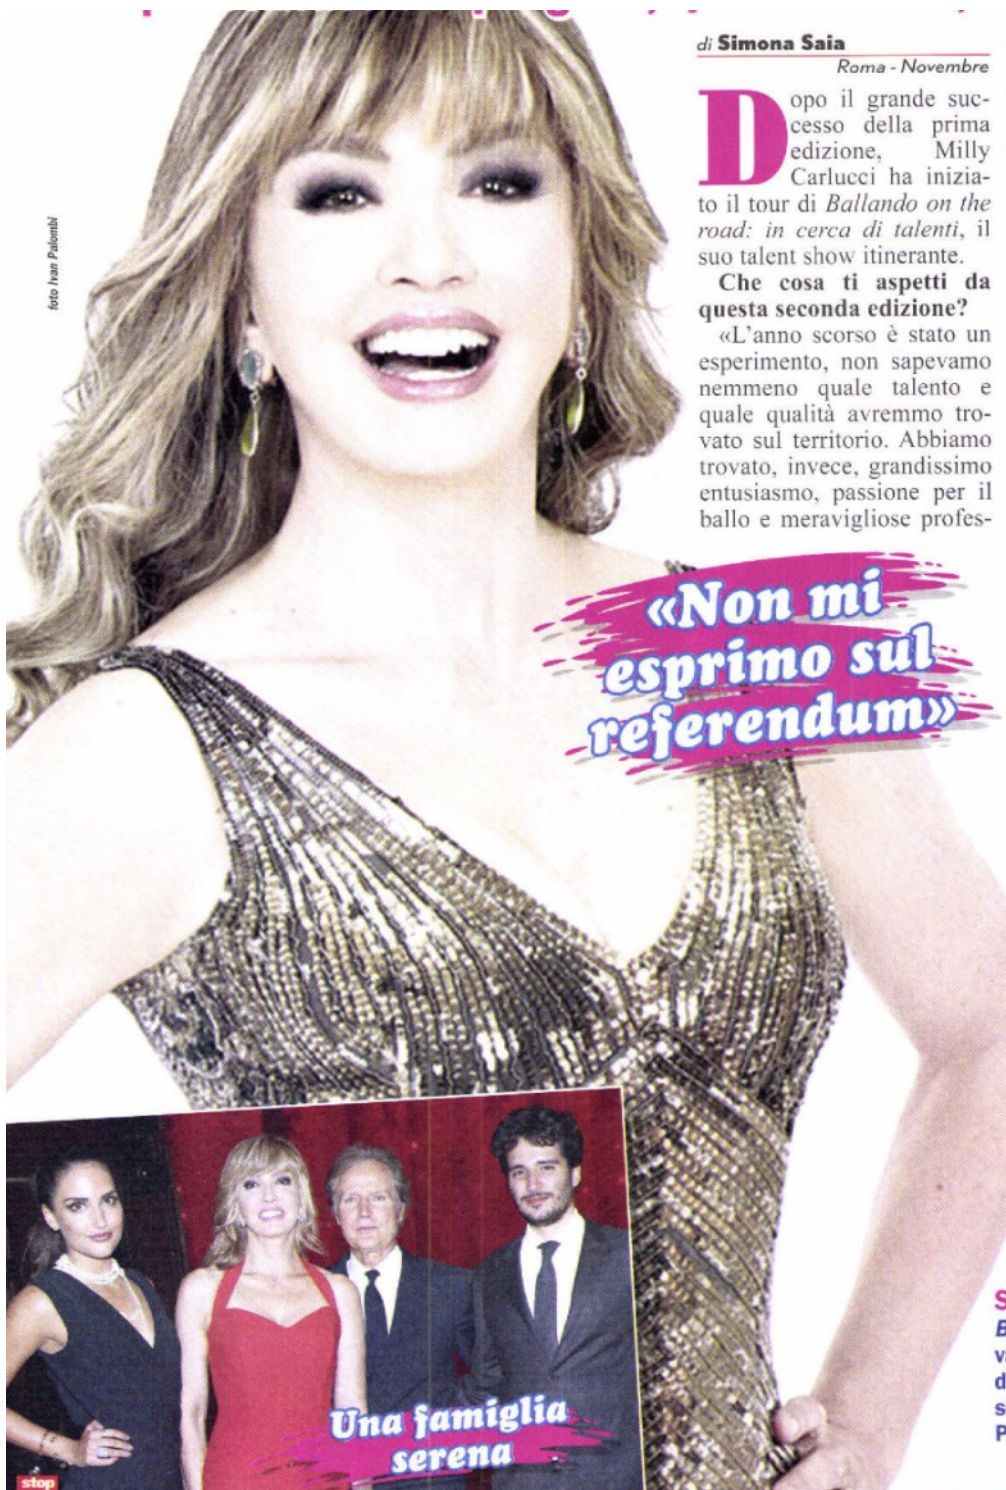 di Simona Saia
Roma - Novembre
Dopo il grande suc-
cesso della prima
edizione, Milly
Carlucci ha inizia-
to il tour di Ballando on the
road: in cerca di talenti, il
suo talent show itinerante.
Che cosa ti aspetti da
questa seconda edizione?
«L'anno scorso è stato un
esperimento, non sapevamo
nemmeno quale talento e
quale qualità avremmo tro-
vato sul territorio. Abbiamo
trovato, invece, grandissimo
entusiasmo, passione per il
ballo e meravigliose profes-
foto Ivan Palombi
«Non mi
esprimo sul
referendum»
Una famiglia
serena
stop
S
B
va
d
s
P